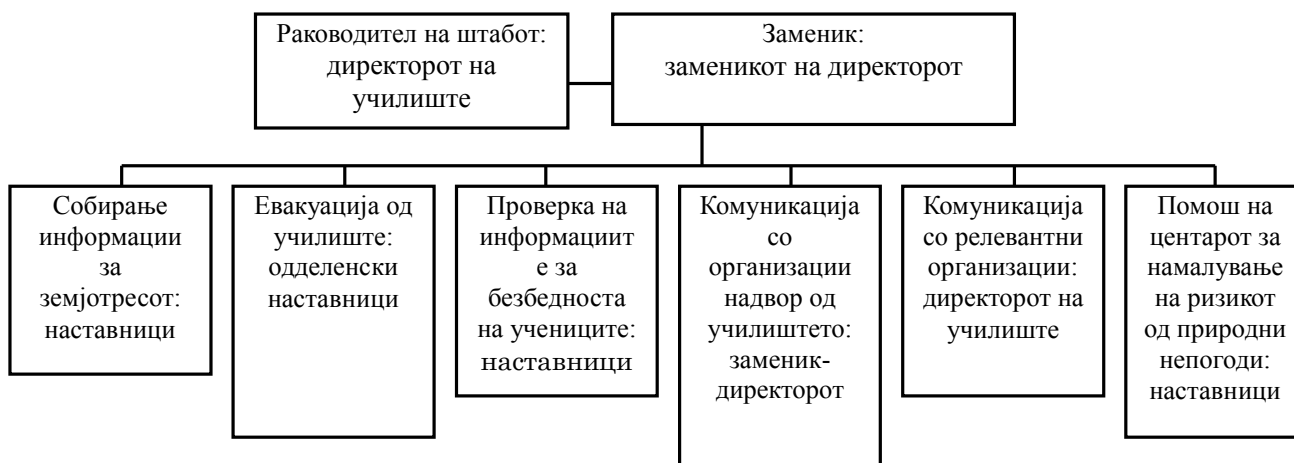 Раководител на штабот:
директорот на
училиште
Заменик:
заменикот на директорот
Собирање
информации
за
земјотресот:
наставници
Евакуација од
училиште:
одделенски
наставници
Проверка на
информациит
е за
безбедноста
на учениците:
наставници
Комуникација
со
организации
надвор од
училиштето:
заменик-
директорот
Комуникација
со релевантни
организации:
директорот на
училиште
Помош на
центарот за
намалување
на ризикот
од природни
непогоди:
наставници